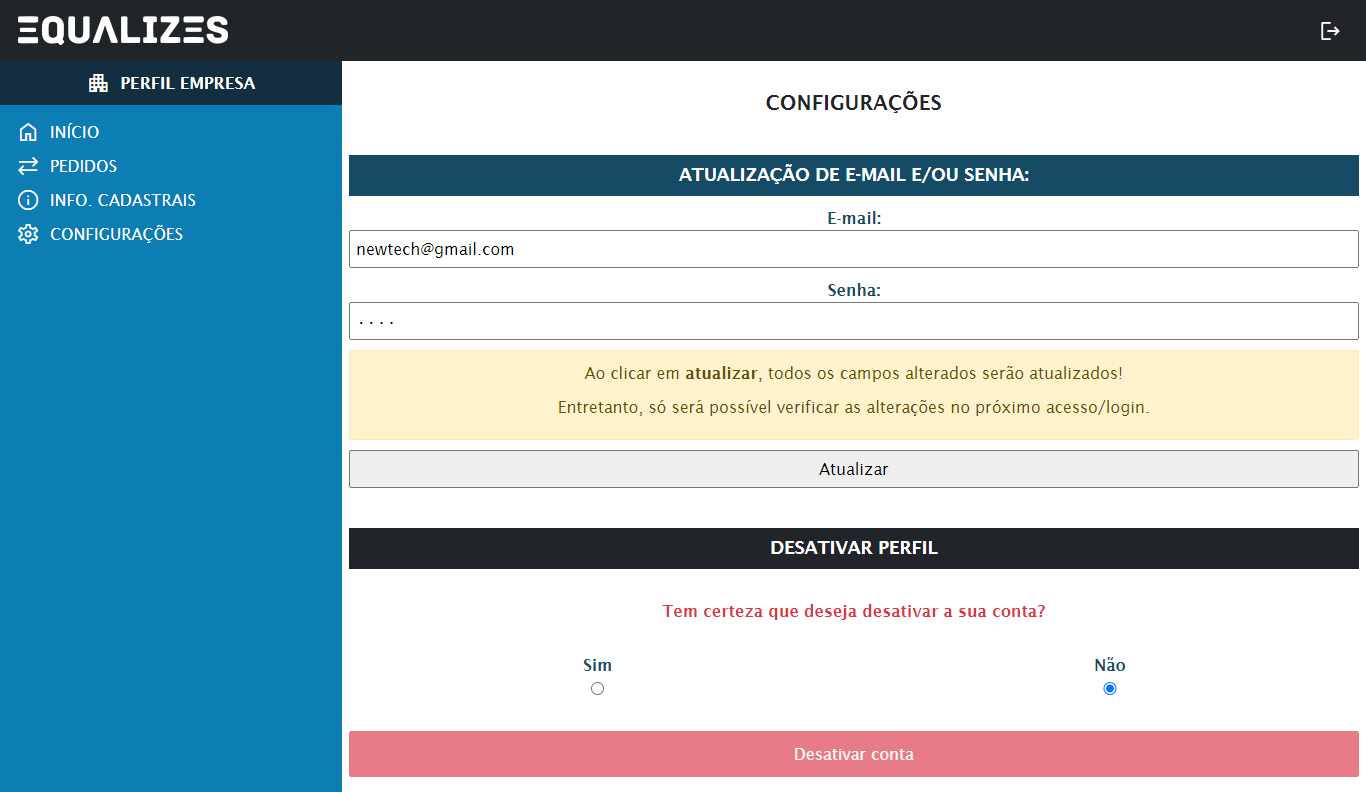 EQUALIZES
PERFIL EMPRESA
INÍCIO
PEDIDOS
INFO. CADASTRAIS
CONFIGURAÇÕES
CONFIGURAÇÕES
ATUALIZAÇÃO DE E-MAIL E/OU SENHA:
E-mail:
newtech@gmail.com
Senha:
....
Ao clicar em atualizar, todos os campos alterados serão atualizados!
Entretanto, só será possível verificar as alterações no próximo acesso/login.
Atualizar
DESATIVAR PERFIL
Tem certeza que deseja desativar a sua conta?
Sim Não
Desativar conta